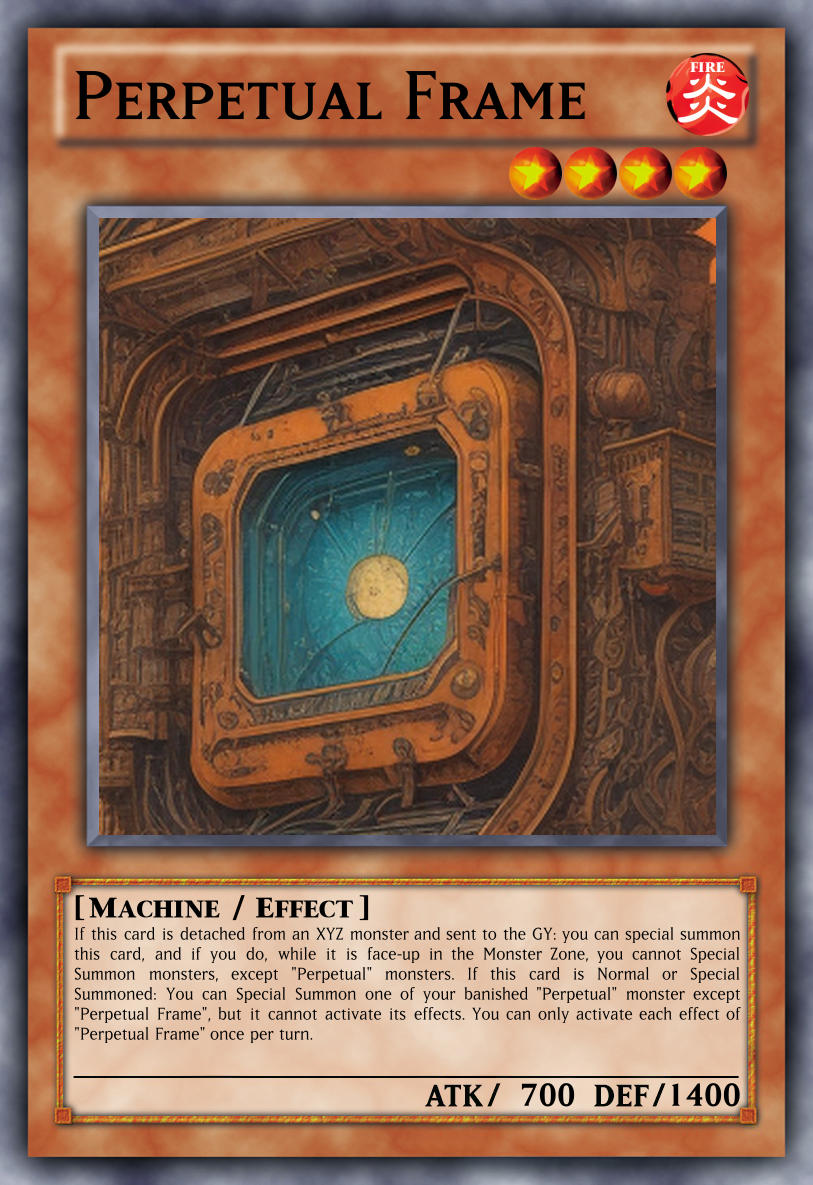 Perpetual Frame
FIRE
炎
[ Machine / Effect ]
If this card is detached from an XYZ monster and sent to the GY: you can special summon
this card, and if you do, while it is face-up in the Monster Zone, you cannot Special
Summon monsters, except "Perpetual" monsters. If this card is Normal or Special
Summoned: You can Special Summon one of your banished "Perpetual" monster except
"Perpetual Frame", but it cannot activate its effects. You can only activate each effect of
"Perpetual Frame" once per turn.
ATK/ 700 DEF/1400